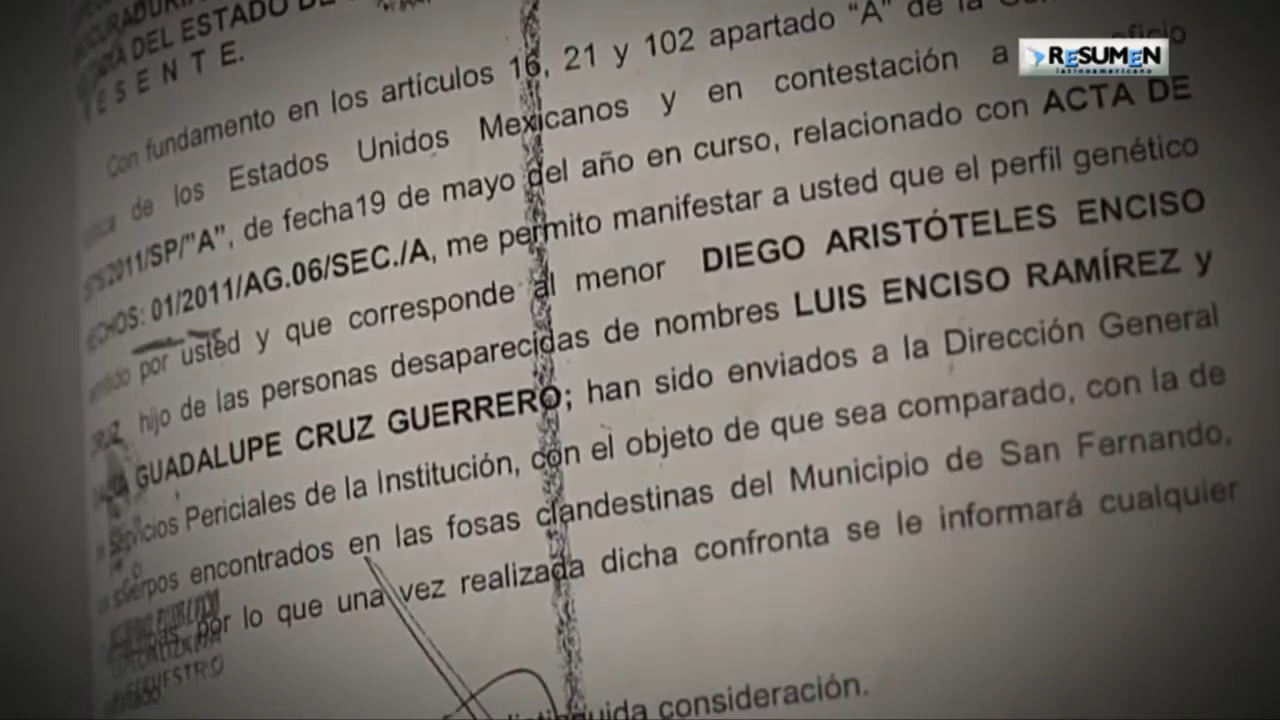 DEL ESTADO DE
E S E N T E.
Con fundamento en los artículos 16, 21 y 102 apartado "A" de la
de los Estados Unidos Mexicanos y en contestación a oficio
2011/SP/"A", de fecha19 de mayo del año en curso, relacionado con ACTA DE
ECHOS: 01/2011/AG.06/SEC./A, me permito manifestar a usted que el perfil genético
por usted y que corresponde al menor DIEGO ARISTÓTELES ENCISO
CRUZ hijo de las personas desaparecidas de nombres LUIS ENCISO RAMÍREZ y
GUADALUPE CRUZ GUERRERO; han sido enviados a la Dirección General
Servicios Periciales de la Institución, con el objeto de que sea comparado, con la de
cuerpos encontrados en las fosas clandestinas del Municipio de San Fernando,
por lo que una vez realizada dicha confronta se le informará cualquier
consideración.
RESUMEN
latinoamericano